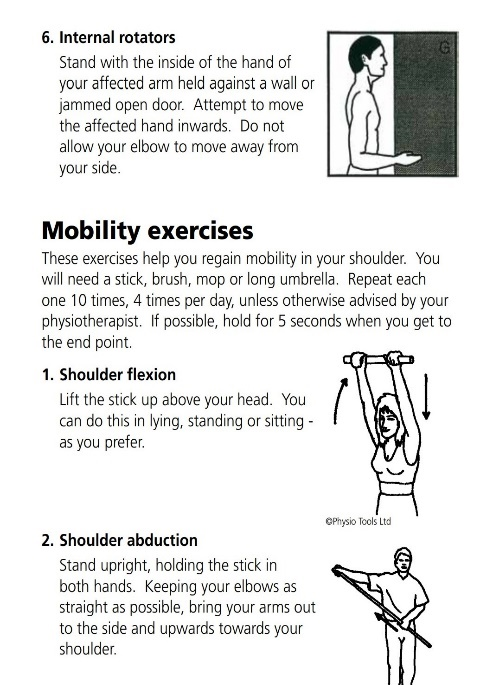 6. Internal rotators
Stand with the inside of the hand of
your affected arm held against a wall or
jammed open door. Attempt to move
the affected hand inwards. Do not
allow your elbow to move away from
your side.
G
Mobility exercises
These exercises help you regain mobility in your shoulder. You
will need a stick, brush, mop or long umbrella. Repeat each
one 10 times, 4 times per day, unless otherwise advised by your
physiotherapist. If possible, hold for 5 seconds when you get to
the end point.
1. Shoulder flexion
Lift the stick up above your head. You
can do this in lying, standing or sitting -
as you prefer.
©Physio Tools Ltd
2. Shoulder abduction
Stand upright, holding the stick in
both hands. Keeping your elbows as
straight as possible, bring your arms out
to the side and upwards towards your
shoulder.